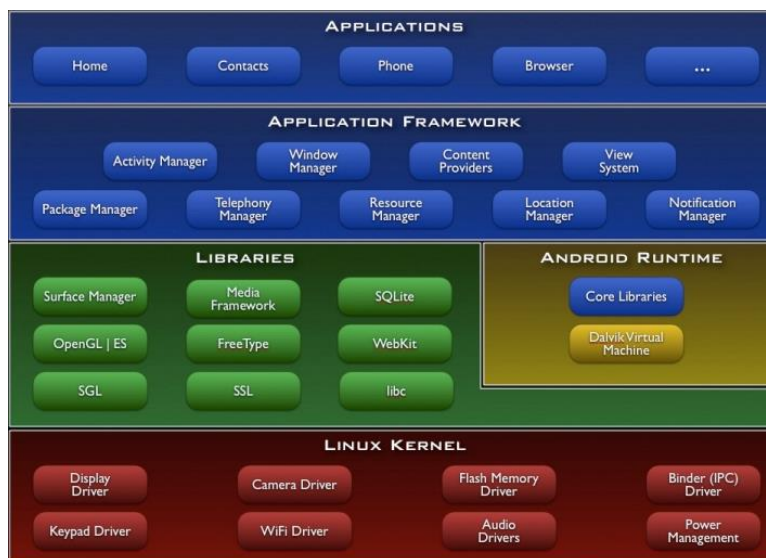 APPLICATIONS
Home
Contacts
Phone
Browser
...
APPLICATION FRAMEWORK
Activity Manager
Window
Manager
Content
Providers
View
System
Package Manager
Telephony
Manager
Resource
Manager
Location
Manager
Notification
Manager
LIBRARIES
Surface Manager
Media
Framework
SQLite
OpenGL | ES
FreeType
WebKit
SGL
SSL
libc
ANDROID RUNTIME
Core Libraries
Dalvik Virtual
Machine
LINUX KERNEL
Display
Driver
Camera Driver
Flash Memory
Driver
Binder (IPC)
Driver
Keypad Driver
WiFi Driver
Audio
Drivers
Power
Management